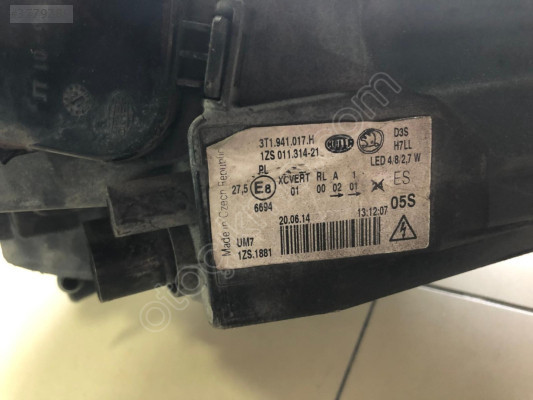 3T1.941.017.H
1ZS 011.314-21
HELLA
D3S
H7LL
LED 4/8/2,7 W
PL
27,5 E8 XCVERT RL A 1
01 00 02 01
6694
ES
20.06.14 13:12:07 05S
UM7
1ZS.1881
Made in Czech Republic